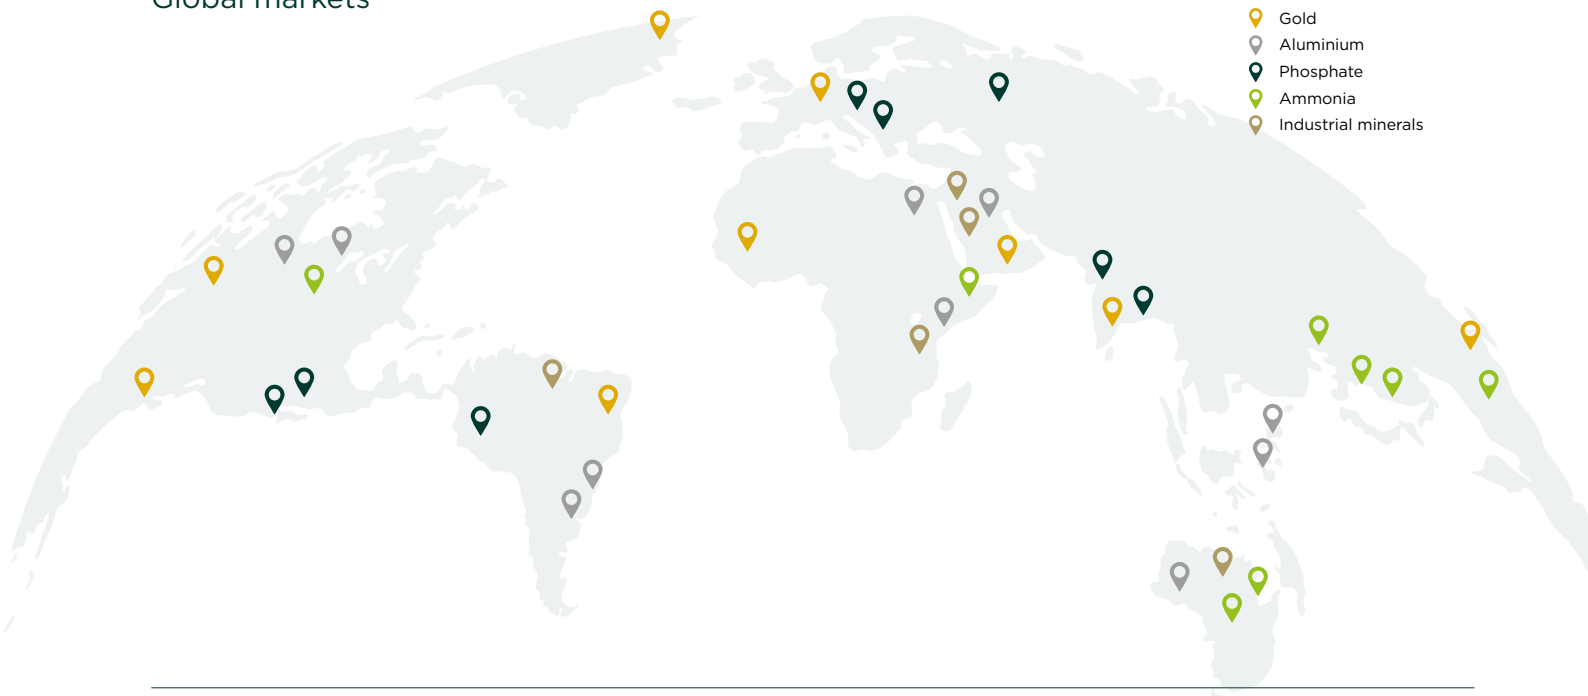 Global markets
Gold
Aluminium
Phosphate
Ammonia
Industrial minerals